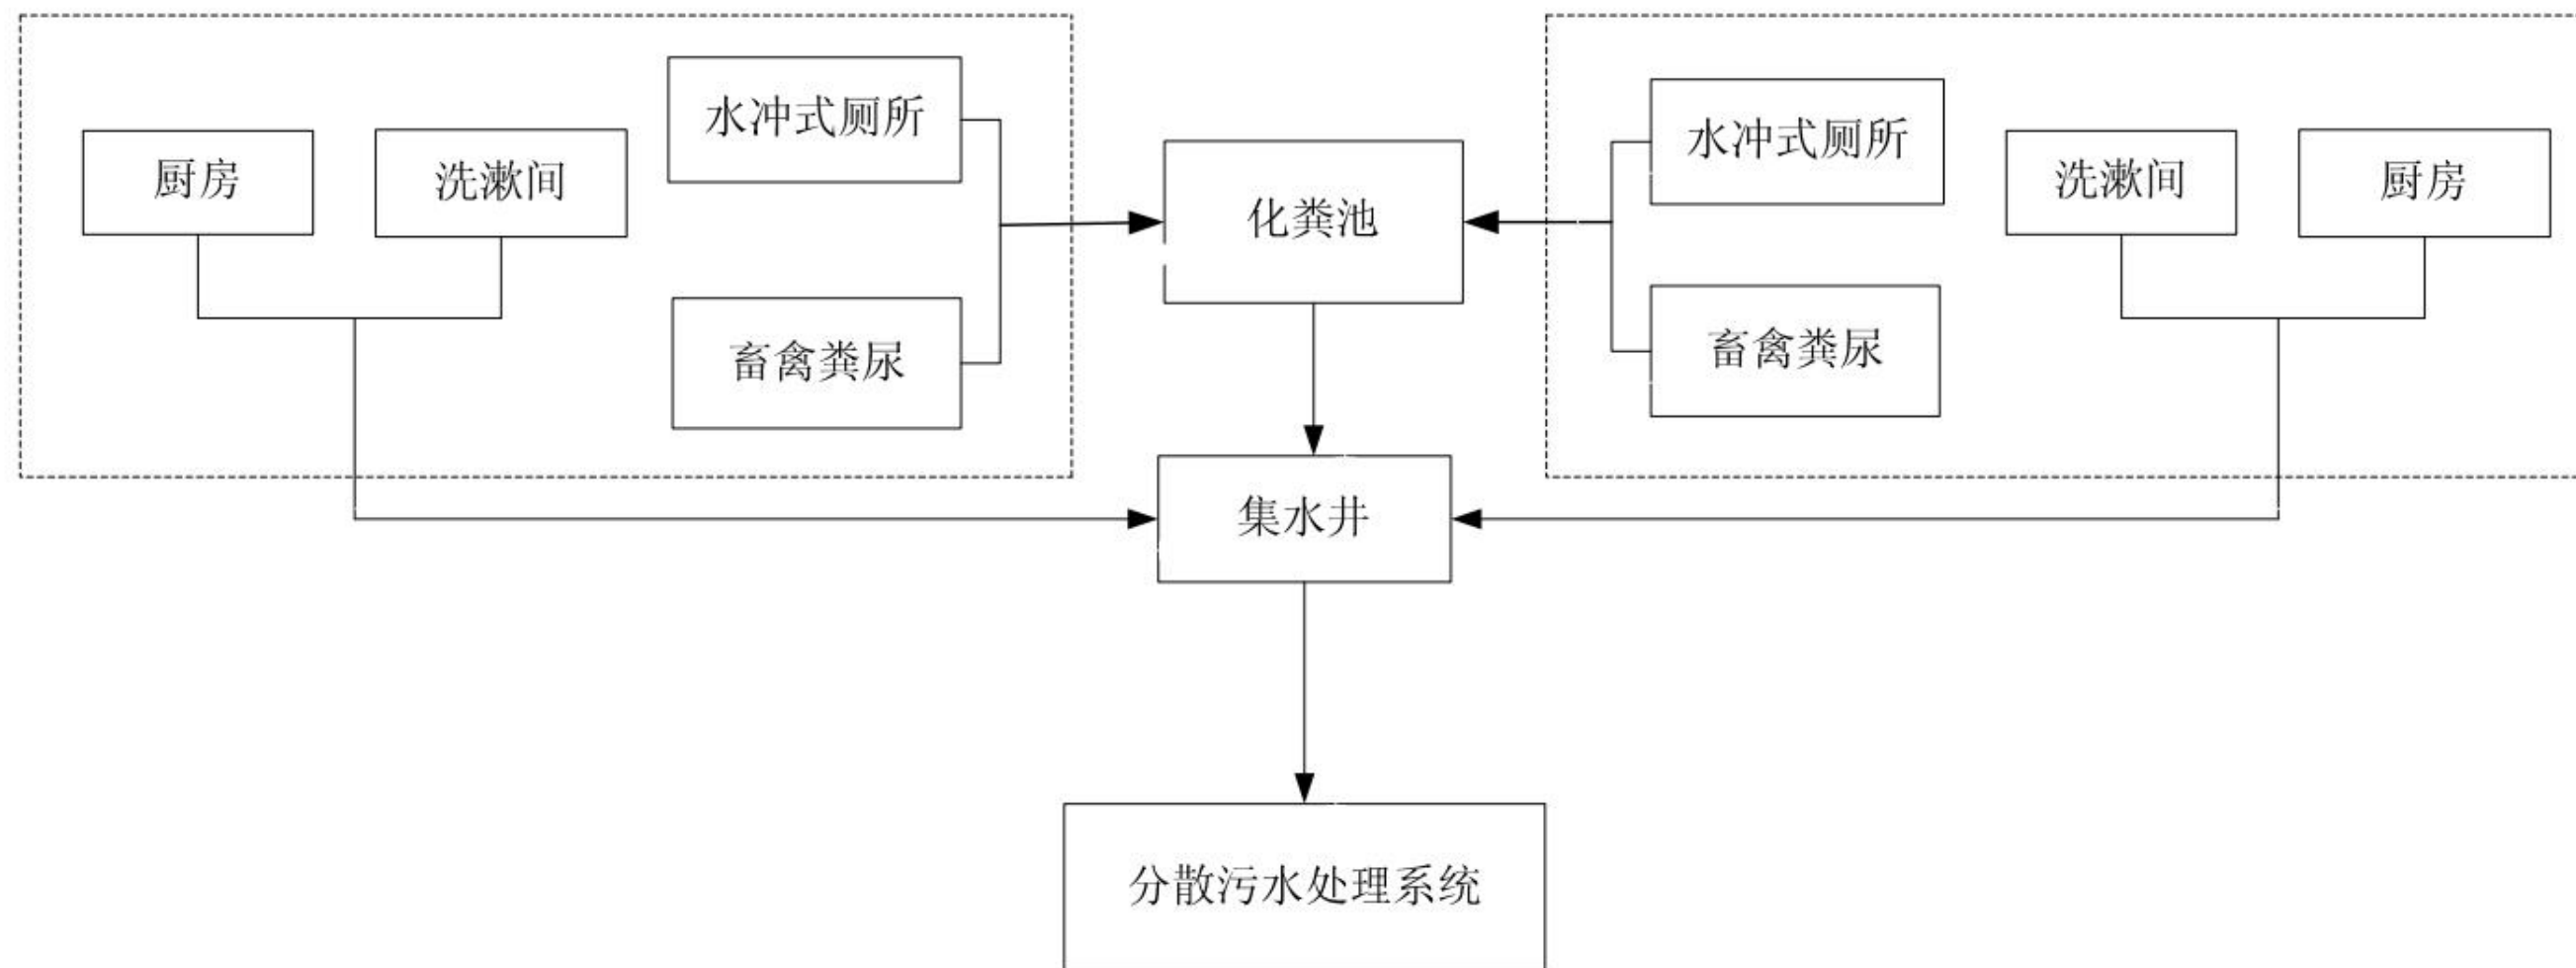 水冲式厕所
水冲式厕所
厨房
洗漱间
化粪池
洗漱间
厨房
畜禽粪尿
畜禽粪尿
集水井
分散污水处理系统